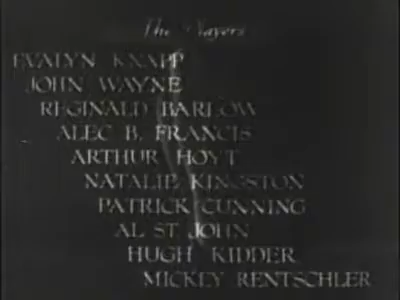 The Players
EVALYN KNAPP
JOHN WAYNE
REGINALD BARLOW
ALEC B. FRANCIS
ARTHUR HOYT
NATALIE KINGSTON
PATRICK CUNNING
AL ST JOHN
HUGH KIDDER
MICKEY RENTSCHLER